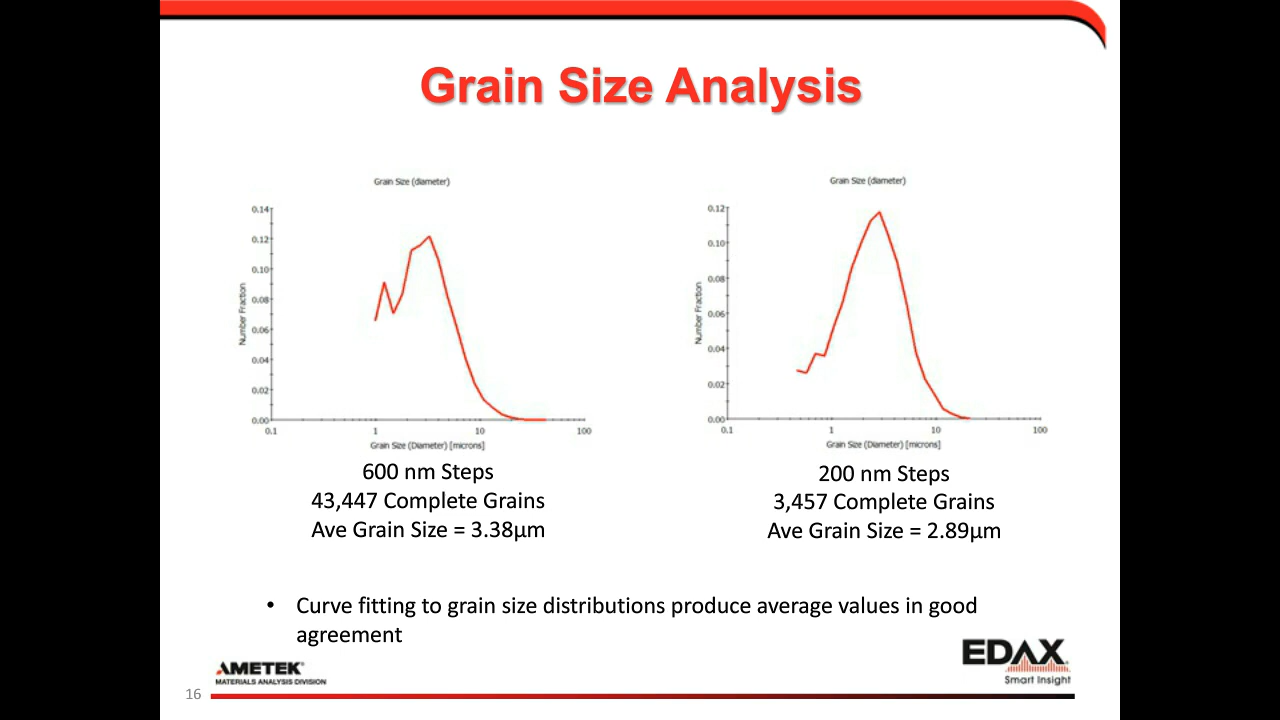 Grain Size Analysis
Grain Size (diameter)
0.14
0.12
0.10
0.08
0.06
0.04
0.02
0.00
Number Fraction
0.1
1
10
100
Grain Size (Diameter) [microns]
600 nm Steps
43,447 Complete Grains
Ave Grain Size = 3.38µm
Grain Size (diameter)
0.12
0.10
0.08
0.06
0.04
0.02
0.00
Number Fraction
0.1
1
10
100
Grain Size (Diameter) [microns]
200 nm Steps
3,457 Complete Grains
Ave Grain Size = 2.89µm
• Curve fitting to grain size distributions produce average values in good
agreement
AMETEK®
MATERIALS ANALYSIS DIVISION
EDAX
Smart Insight
16